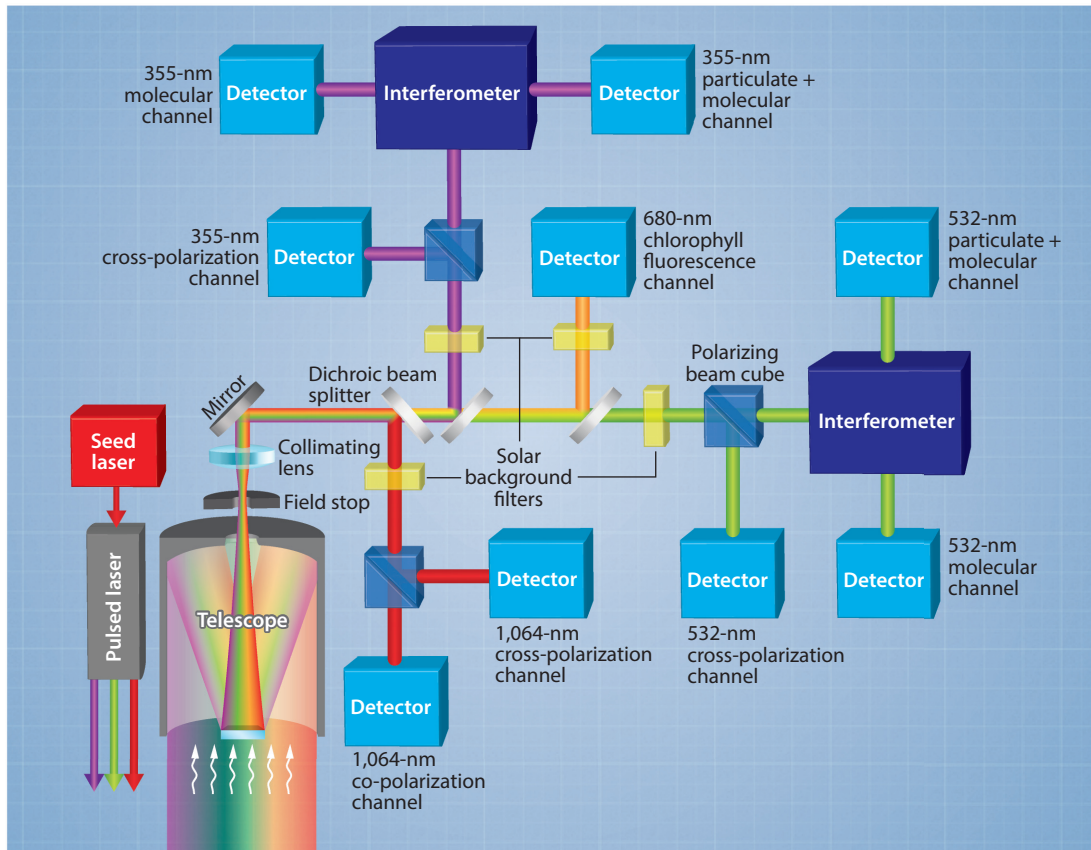 355-nm
molecular
channel
Detector
Interferometer
Detector
355-nm
particulate +
molecular
channel
355-nm
cross-polarization
channel
Detector
Detector
680-nm
chlorophyll
fluorescence
channel
Detector
532-nm
particulate +
molecular
channel
Mirror
Dichroic beam
splitter
Polarizing
beam cube
Interferometer
Seed
laser
Collimating
lens
Solar
background
filters
Field stop
Pulsed laser
Telescope
Detector
1,064-nm
cross-polarization
channel
Detector
532-nm
cross-polarization
channel
Detector
532-nm
molecular
channel
Detector
1,064-nm
co-polarization
channel